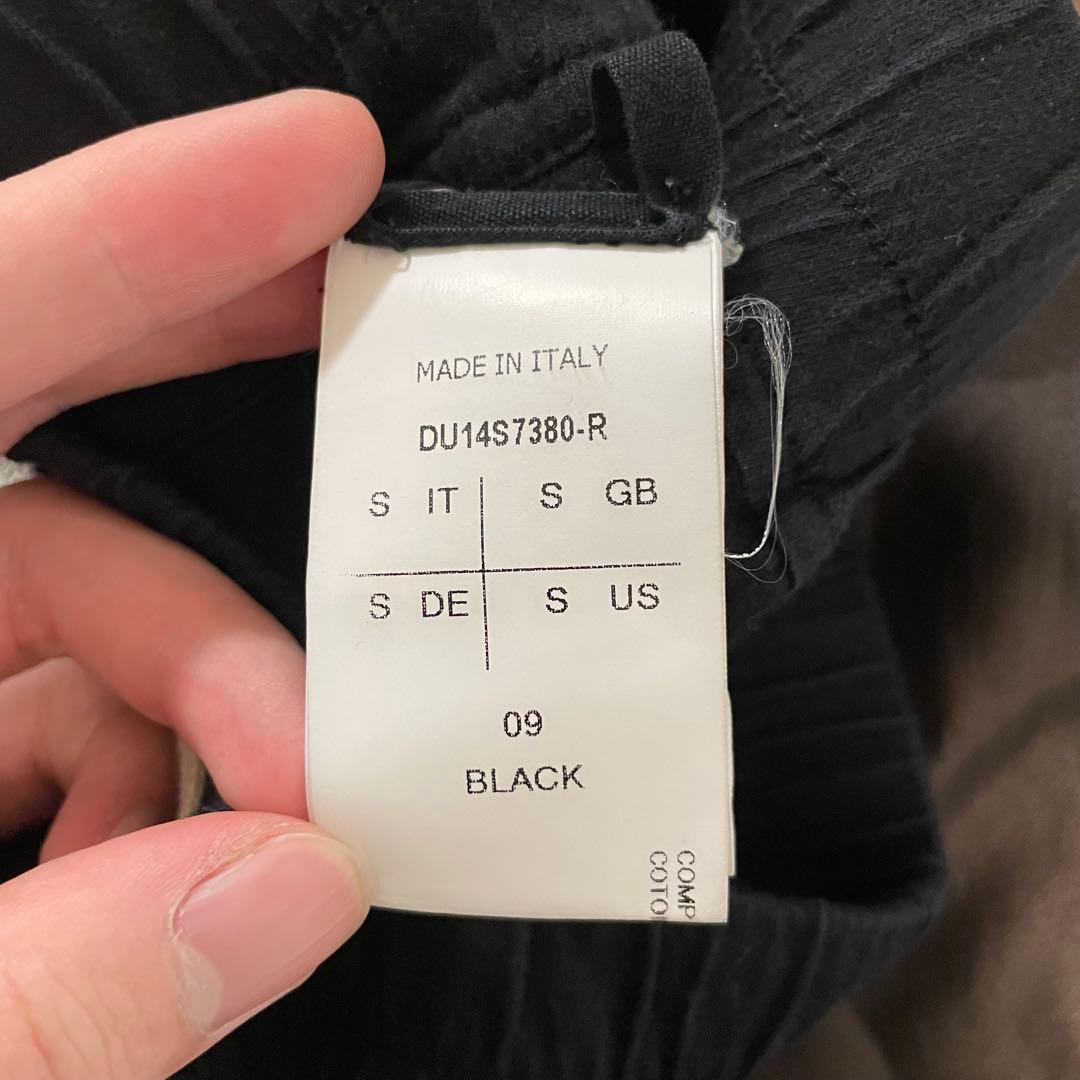 MADE IN ITALY
DU14S7380-R
S IT S GB
S DE S US
09
BLACK
COMP
COTO